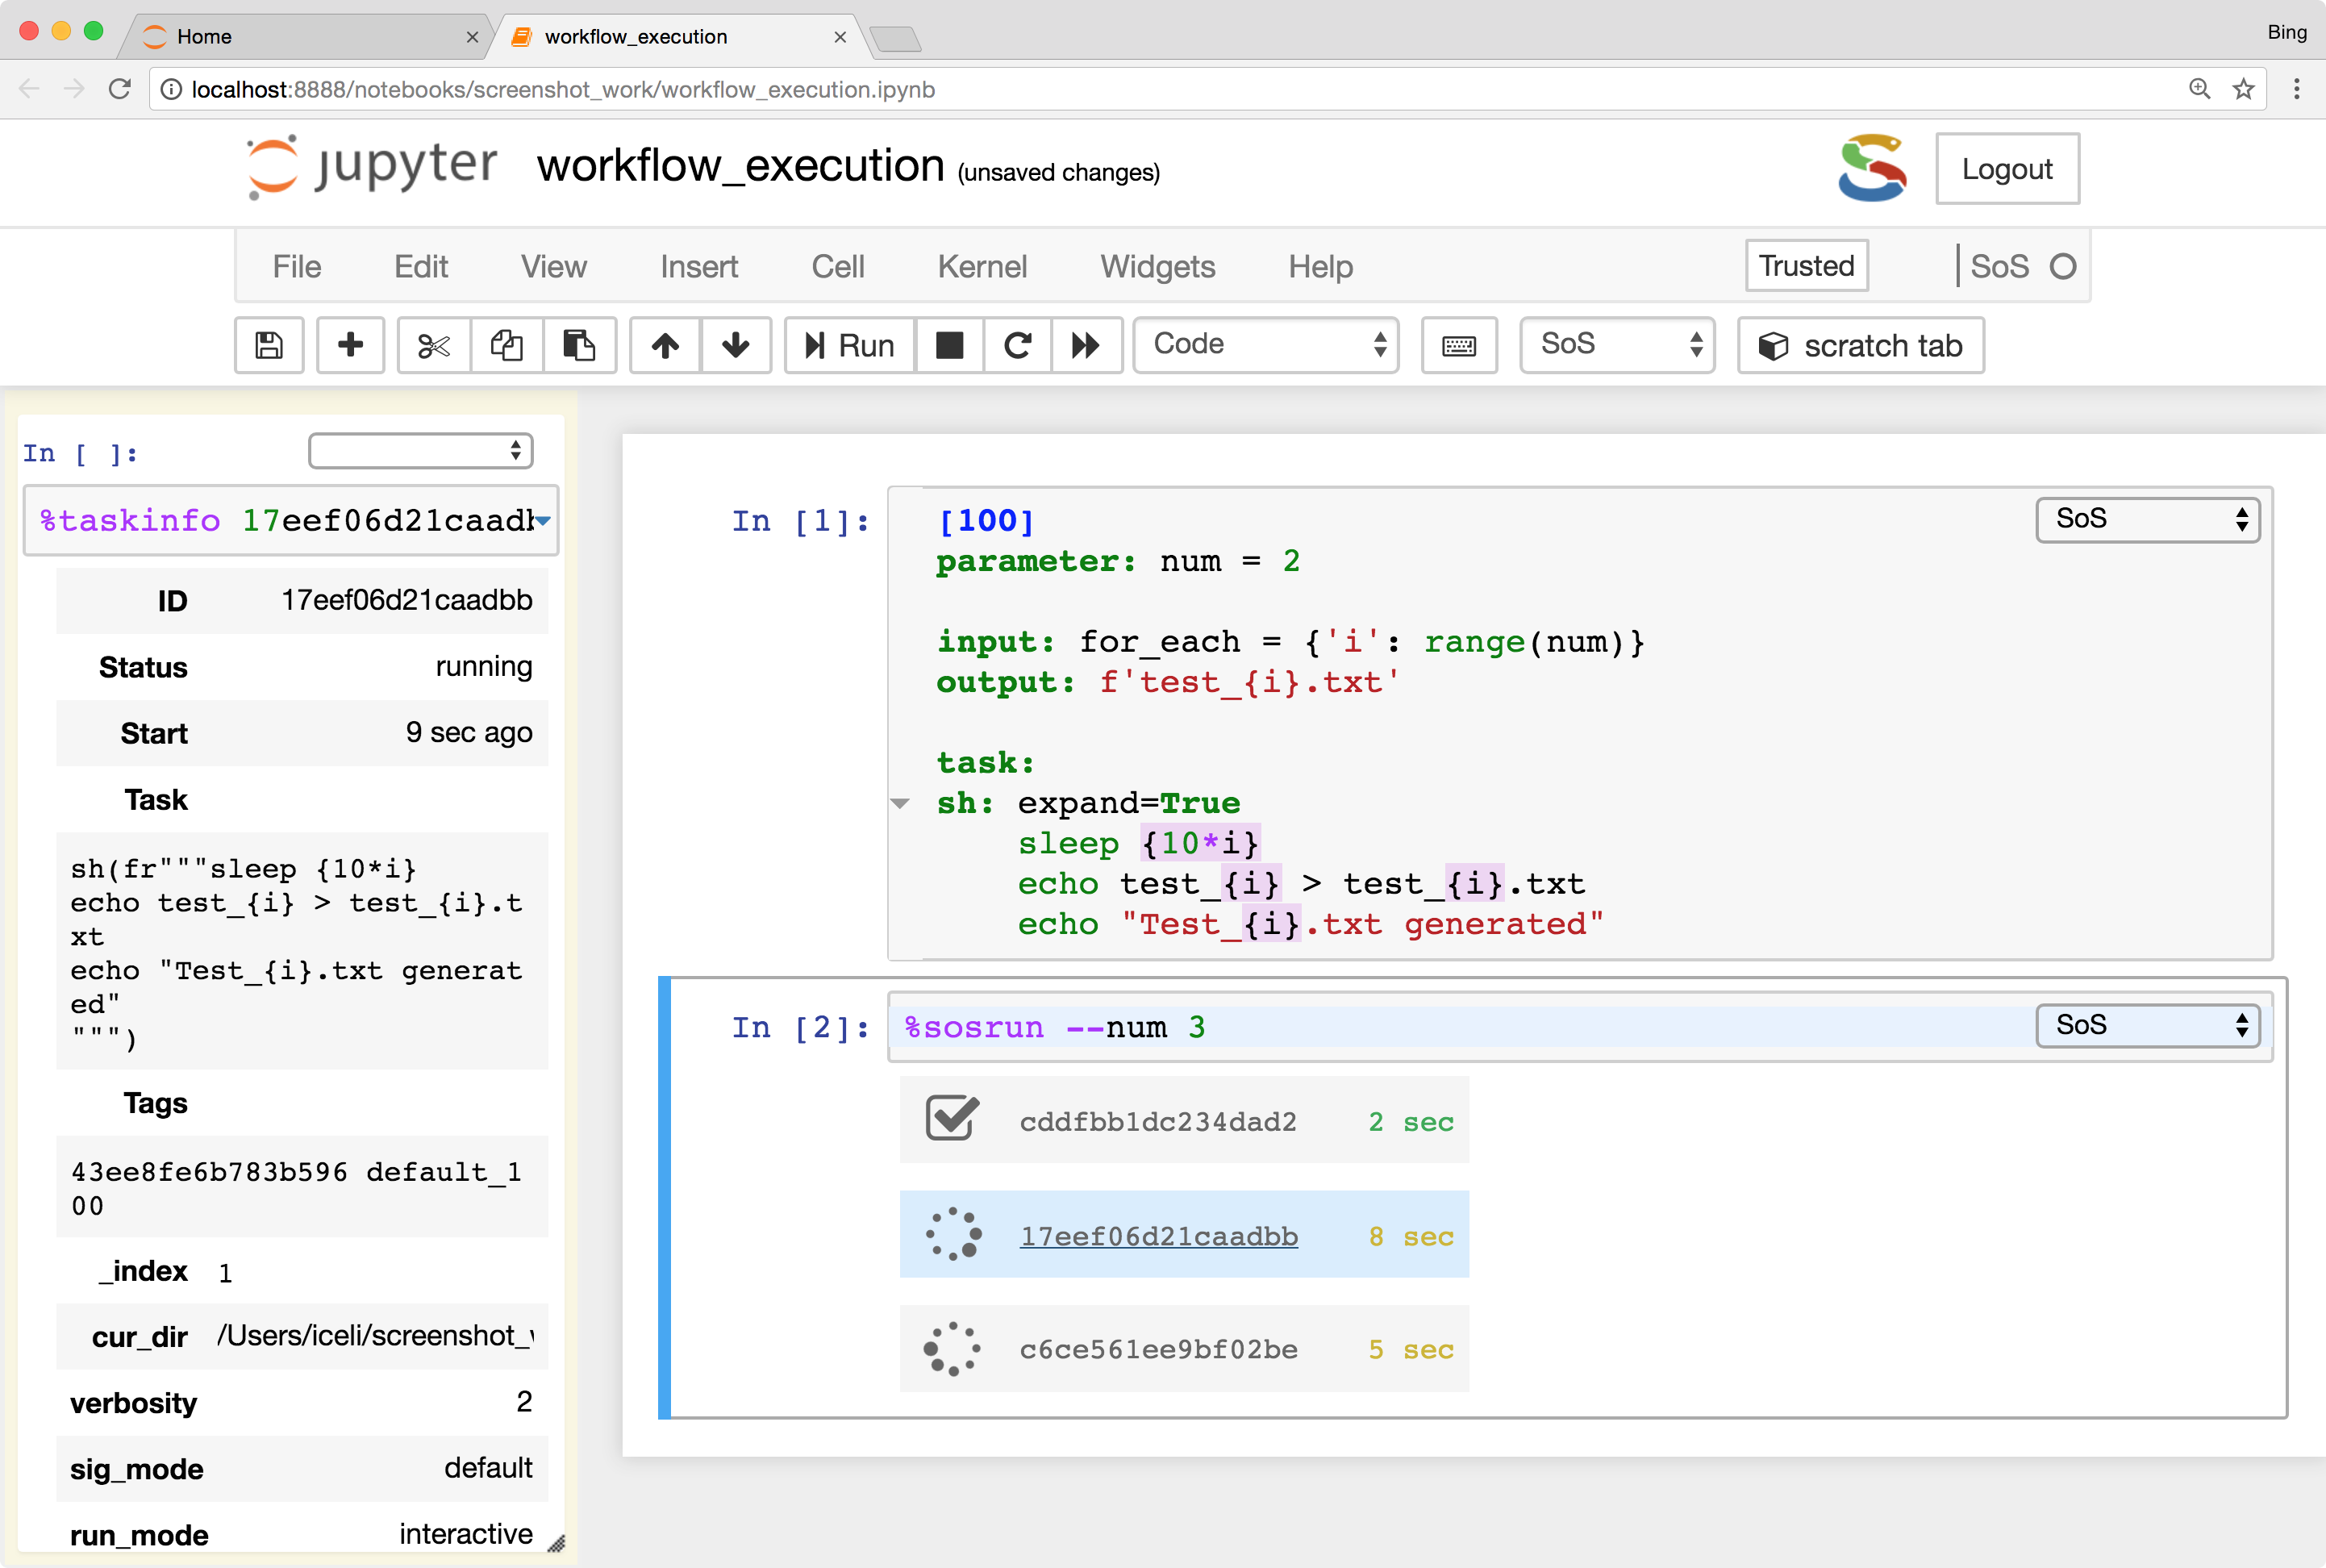 Home
workflow_execution
Bing
localhost:8888/notebooks/screenshot_work/workflow_execution.ipynb
jupyter workflow_execution (unsaved changes)
Logout
File Edit View Insert Cell Kernel Widgets Help
Trusted
SoS
Run
Code
SoS
scratch tab
In [ ]:
%taskinfo 17eef06d21caadb
ID 17eef06d21caadbb
Status running
Start 9 sec ago
Task
sh(fr"""sleep {10*i}
echo test_{i} > test_{i}.t
xt
echo "Test_{i}.txt generat
ed"
""")
Tags
43ee8fe6b783b596 default_1
00
_index 1
cur_dir /Users/iceli/screenshot_
verbosity 2
sig_mode default
run_mode interactive
In [1]:
[100]
SoS
parameter: num = 2
input: for_each = {'i': range(num)}
output: f'test_{i}.txt'
task:
sh: expand=True
sleep {10*i}
echo test_{i} > test_{i}.txt
echo "Test_{i}.txt generated"
In [2]:
%sosrun --num 3
SoS
cddfbb1dc234dad2 2 sec
17eef06d21caadbb 8 sec
c6ce561ee9bf02be 5 sec